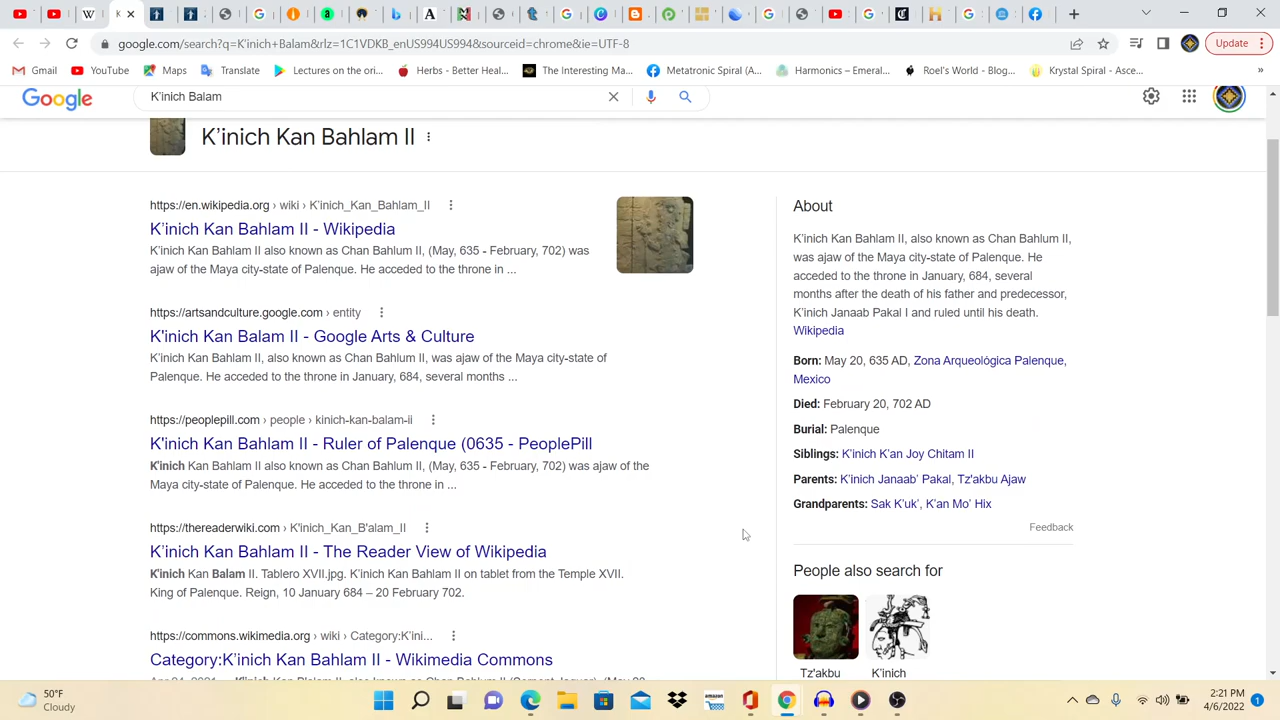 google.com/search?q=K'inich+Balam&rlz=1C1VDKB_enUS994US994&sourceid=chrome&ie=UTF-8
Update
Gmail
YouTube
Maps
Translate
Lectures on the ori...
Herbs - Better Heal...
The Interesting Ma...
Metatronic Spiral (A...
Harmonics – Emeral...
Roel's World - Blog...
Krystal Spiral - Asce...
»
Google
K'inich Balam
K'inich Kan Bahlam II
https://en.wikipedia.org › wiki › K'inich_Kan_Bahlam_II
K'inich Kan Bahlam II - Wikipedia
K'inich Kan Bahlam II also known as Chan Bahlum II, (May, 635 - February, 702) was
ajaw of the Maya city-state of Palenque. He acceded to the throne in ...
https://artsandculture.google.com › entity
K'inich Kan Balam II - Google Arts & Culture
K'inich Kan Bahlam II, also known as Chan Bahlum II, was ajaw of the Maya city-state of
Palenque. He acceded to the throne in January, 684, several months ...
https://peoplepill.com › people › kinich-kan-balam-ii
K'inich Kan Bahlam II - Ruler of Palenque (0635 - PeoplePill
K'inich Kan Bahlam II also known as Chan Bahlum II, (May, 635 - February, 702) was ajaw of the
Maya city-state of Palenque. He acceded to the throne in ...
https://thereaderwiki.com › K'inich_Kan_B'alam_II
K'inich Kan Bahlam II - The Reader View of Wikipedia
K'inich Kan Balam II. Tablero XVII.jpg. K'inich Kan Bahlam II on tablet from the Temple XVII.
King of Palenque. Reign, 10 January 684 – 20 February 702.
https://commons.wikimedia.org › wiki › Category:K'ini...
Category:K'inich Kan Bahlam II - Wikimedia Commons
About
K'inich Kan Bahlam II, also known as Chan Bahlum II,
was ajaw of the Maya city-state of Palenque. He
acceded to the throne in January, 684, several
months after the death of his father and predecessor,
K'inich Janaab Pakal I and ruled until his death.
Wikipedia
Born: May 20, 635 AD, Zona Arqueológica Palenque,
Mexico
Died: February 20, 702 AD
Burial: Palenque
Siblings: K'inich K'an Joy Chitam II
Parents: K'inich Janaab' Pakal, Tz'akbu Ajaw
Grandparents: Sak K'uk', K'an Mo' Hix
Feedback
People also search for
Tz'akbu
K'inich
50°F
Cloudy
amazon
2:21 PM
4/6/2022
1